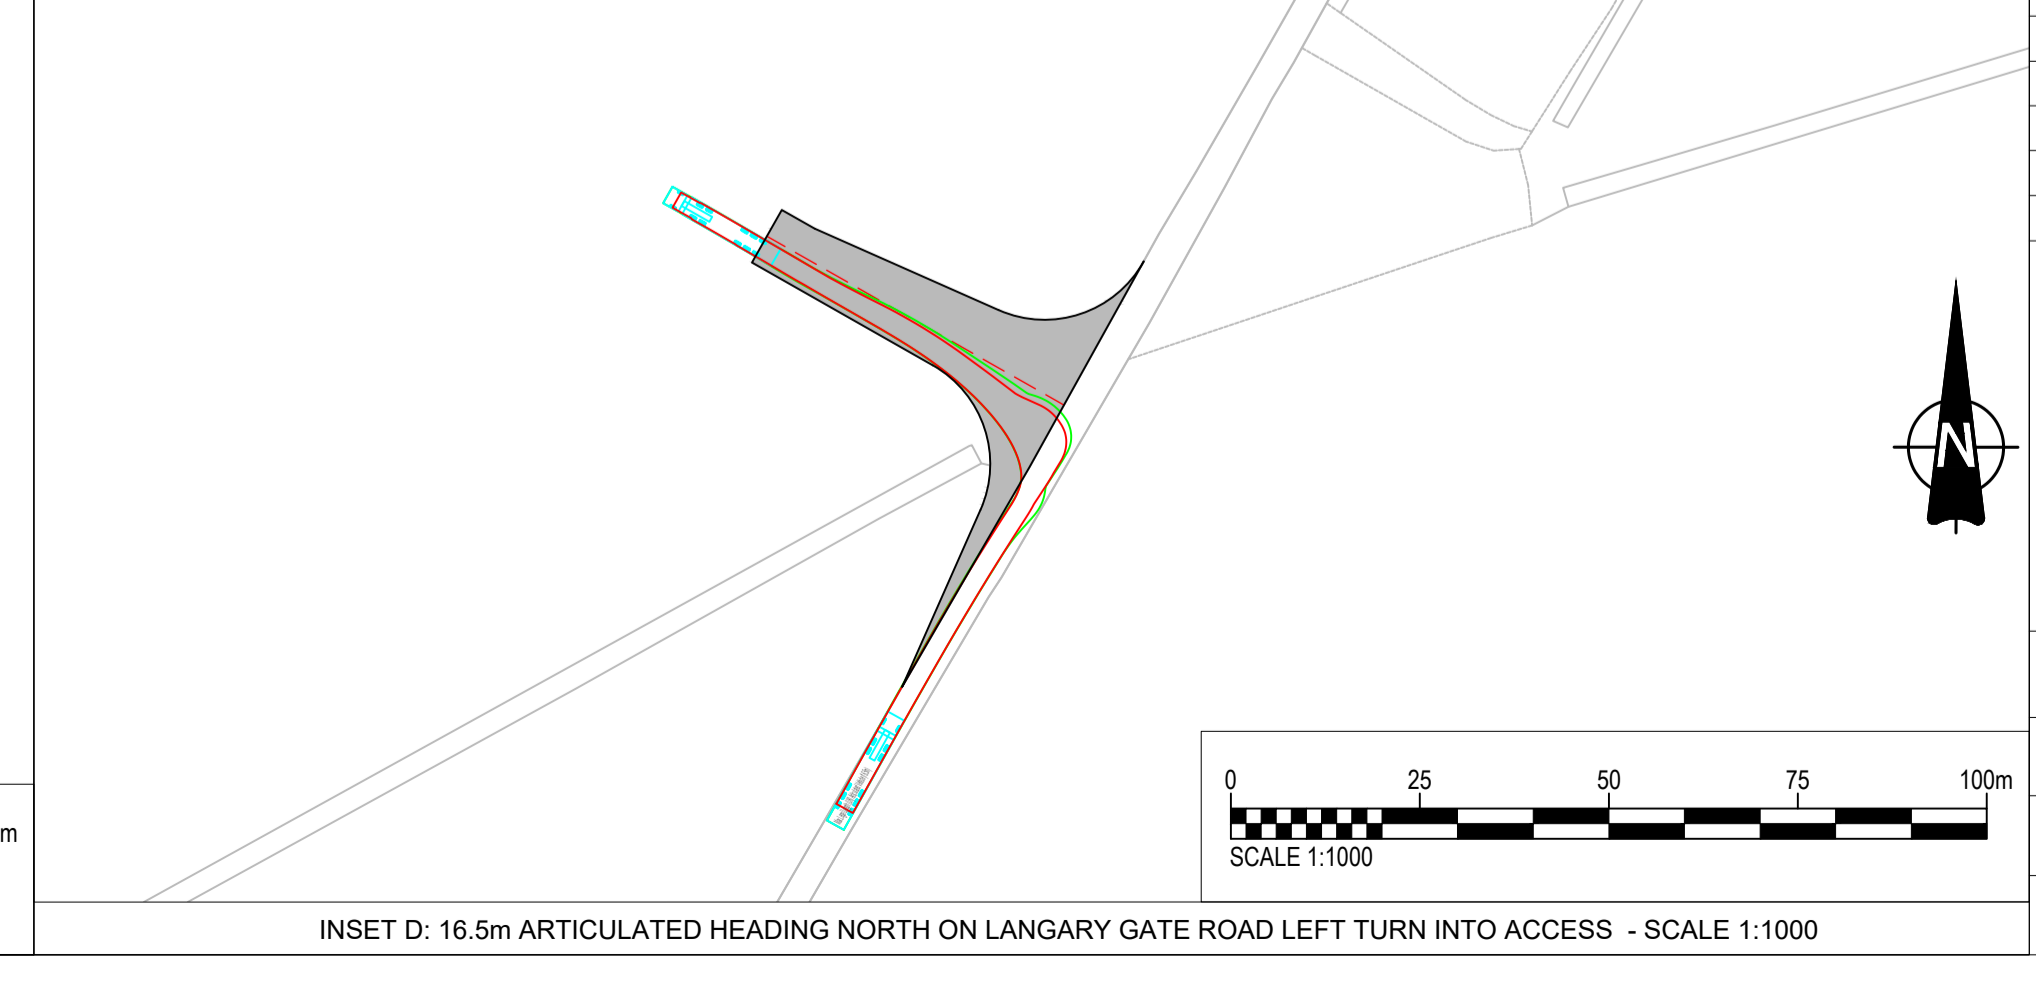 N
0 25 50 75 100m
SCALE 1:1000
m
INSET D: 16.5m ARTICULATED HEADING NORTH ON LANGARY GATE ROAD LEFT TURN INTO ACCESS - SCALE 1:1000